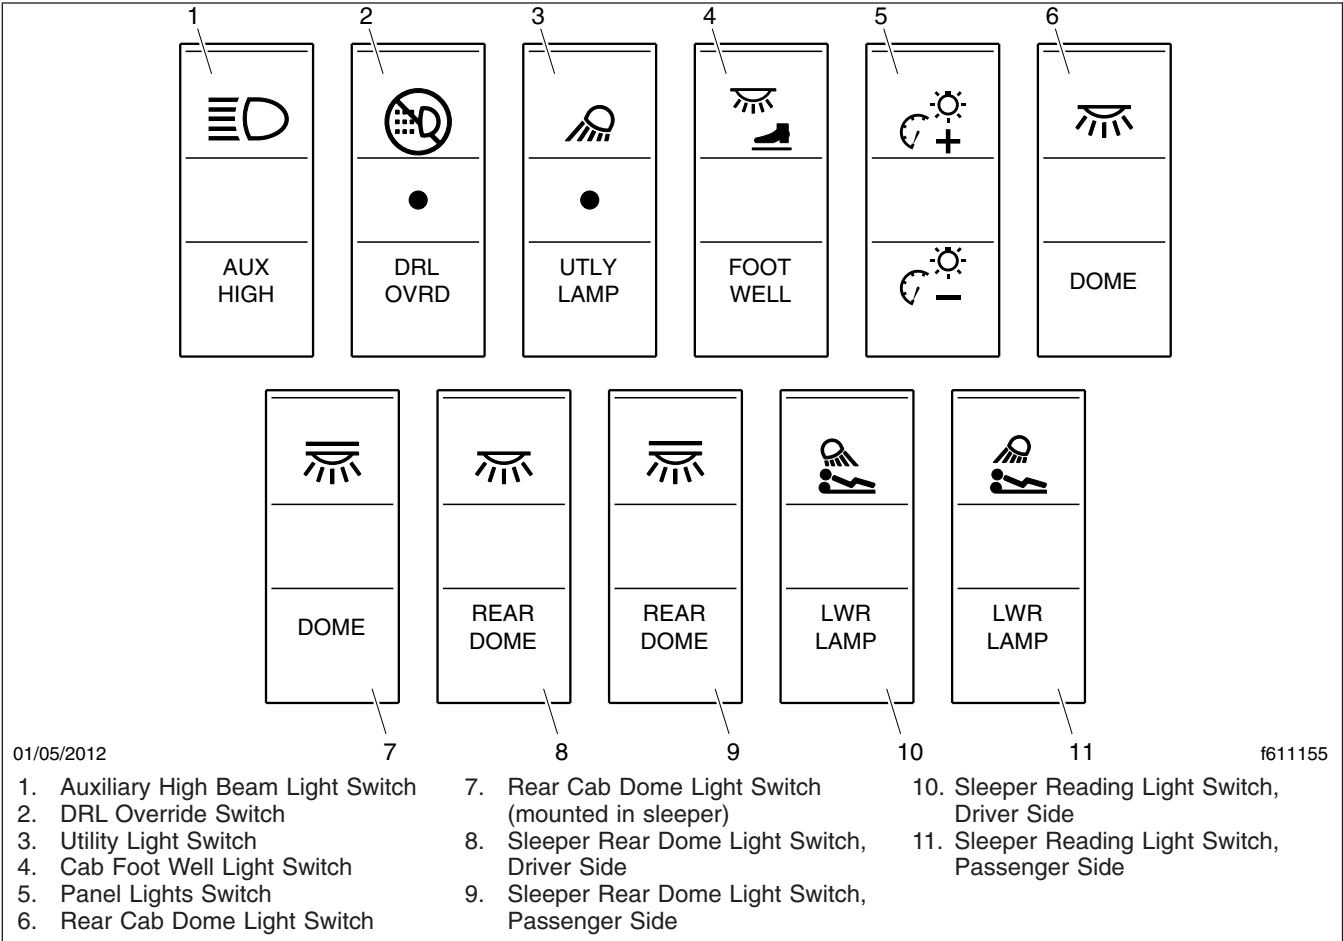 1 2 3 4 5 6
AUX
HIGH
DRL
OVRD
UTLY
LAMP
FOOT
WELL
DOME
DOME
REAR
DOME
REAR
DOME
LWR
LAMP
LWR
LAMP
01/05/2012 7 8 9 10 11 f611155
1. Auxiliary High Beam Light Switch
2. DRL Override Switch
3. Utility Light Switch
4. Cab Foot Well Light Switch
5. Panel Lights Switch
6. Rear Cab Dome Light Switch
7. Rear Cab Dome Light Switch
(mounted in sleeper)
8. Sleeper Rear Dome Light Switch,
Driver Side
9. Sleeper Rear Dome Light Switch,
Passenger Side
10. Sleeper Reading Light Switch,
Driver Side
11. Sleeper Reading Light Switch,
Passenger Side